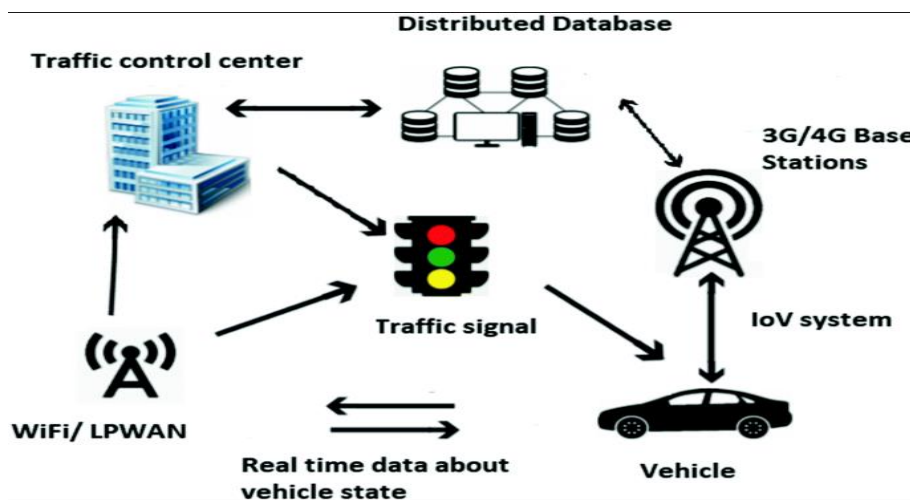 Distributed Database
Traffic control center
3G/4G Base
Stations
Traffic signal
IoV system
WiFi/ LPWAN
Real time data about
vehicle state
Vehicle